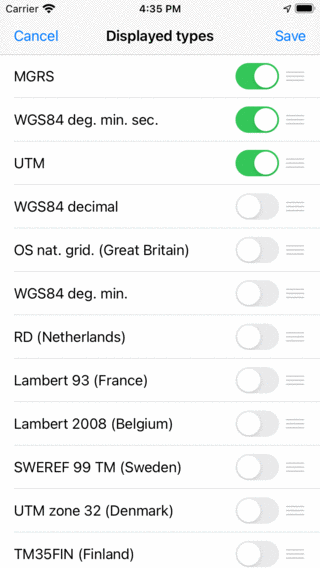 Carrier 4:35 PM
Cancel Displayed types Save
MGRS
WGS84 deg. min. sec.
UTM
WGS84 decimal
OS nat. grid. (Great Britain)
WGS84 deg. min.
RD (Netherlands)
Lambert 93 (France)
Lambert 2008 (Belgium)
SWEREF 99 TM (Sweden)
UTM zone 32 (Denmark)
TM35FIN (Finland)